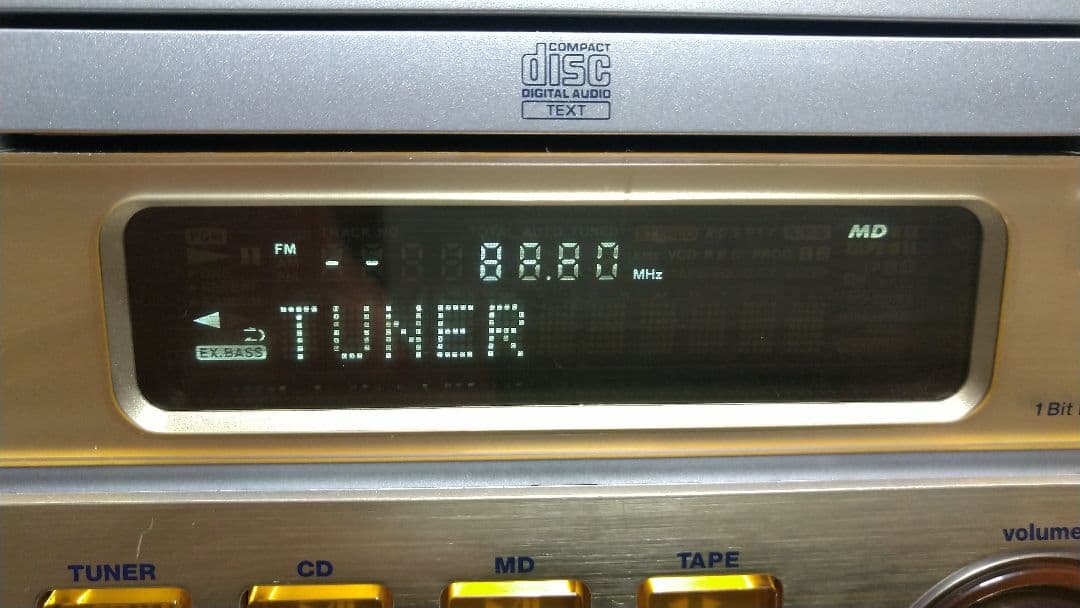 COMPACT
disc
DIGITAL AUDIO
TEXT
MD
FM -- 88.80 MHz
TUNER
EX.BASS
1 Bit
volume
TUNER CD MD TAPE